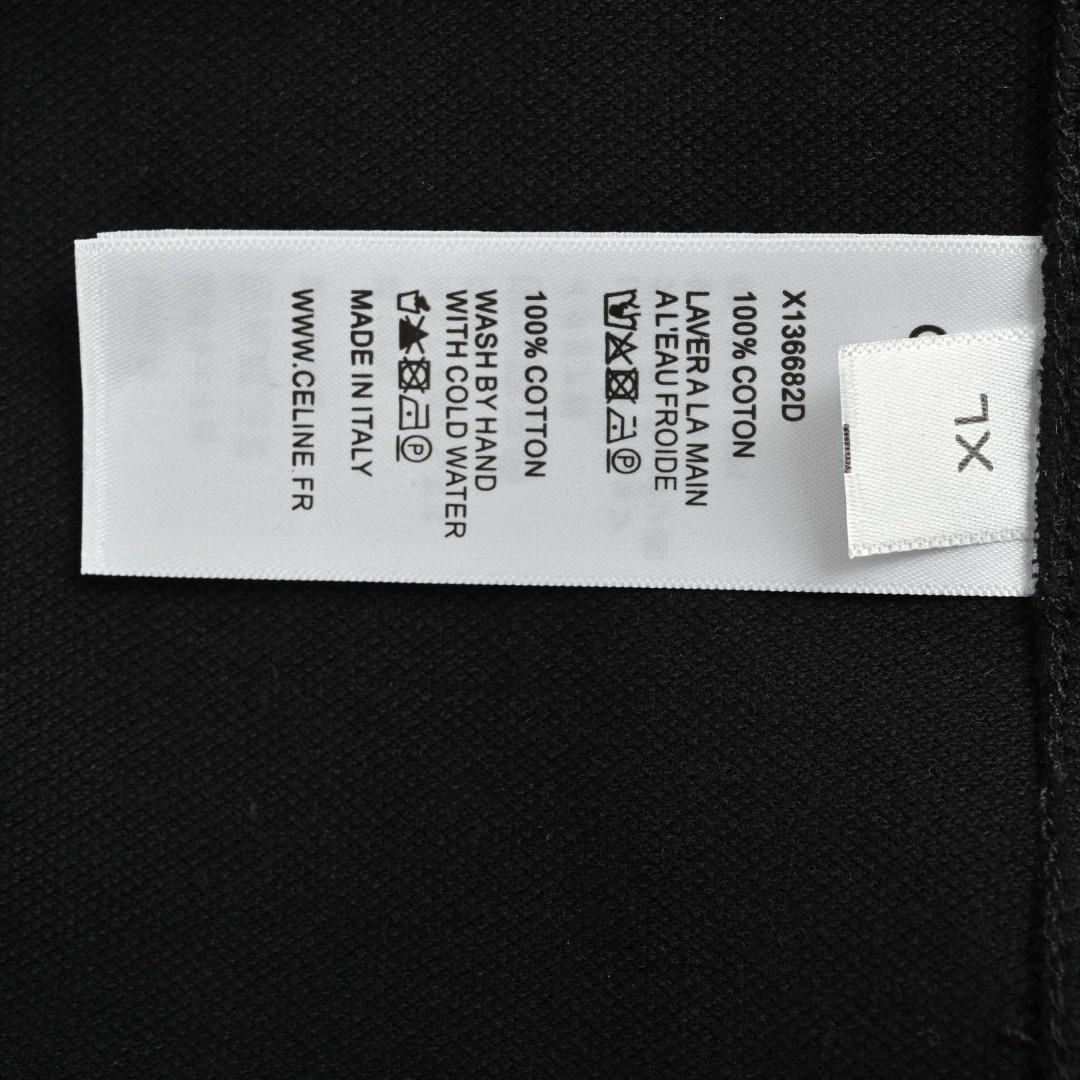 XL
X136682D
100% COTON
LAVER A LA MAIN
A L'EAU FROIDE
P
100% COTTON
WASH BY HAND
WITH COLD WATER
P
MADE IN ITALY
WWW.CELINE.FR